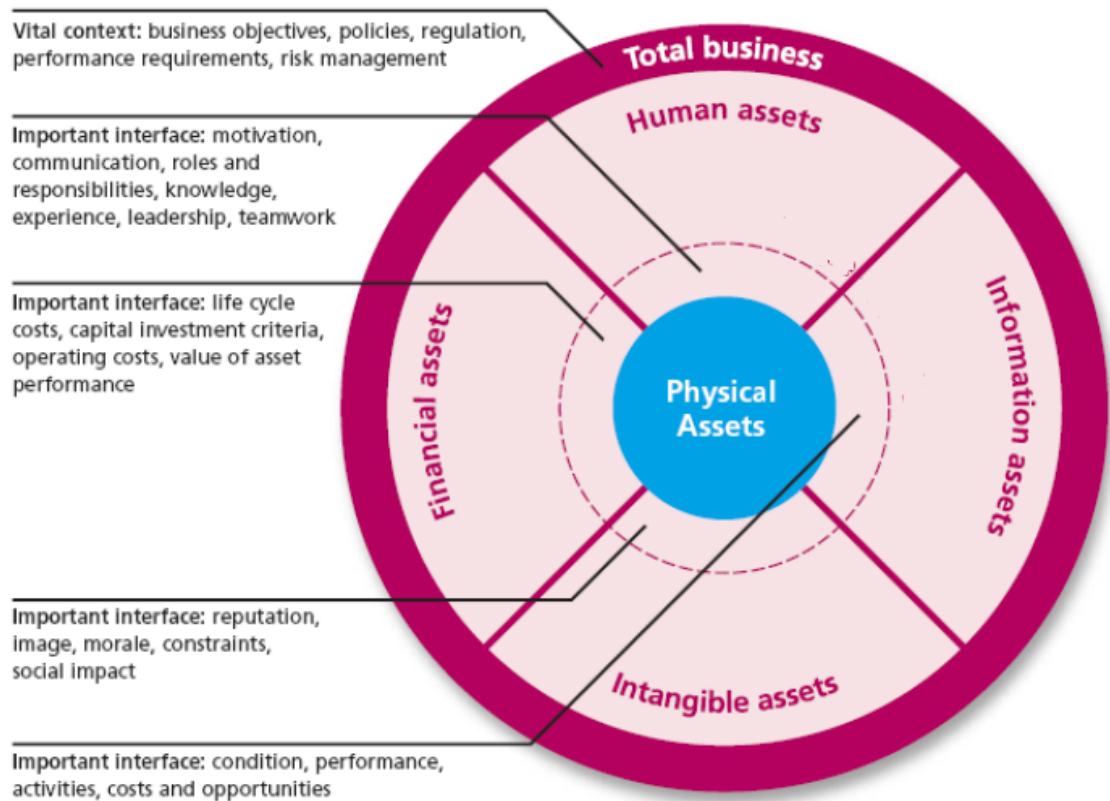 Vital context: business objectives, policies, regulation,
performance requirements, risk management
Total business
Human assets
Important interface: motivation,
communication, roles and
responsibilities, knowledge,
experience, leadership, teamwork
Important interface: life cycle
costs, capital investment criteria,
operating costs, value of asset
performance
Financial assets
Physical
Assets
Information assets
Important interface: reputation,
image, morale, constraints,
social impact
Intangible assets
Important interface: condition, performance,
activities, costs and opportunities